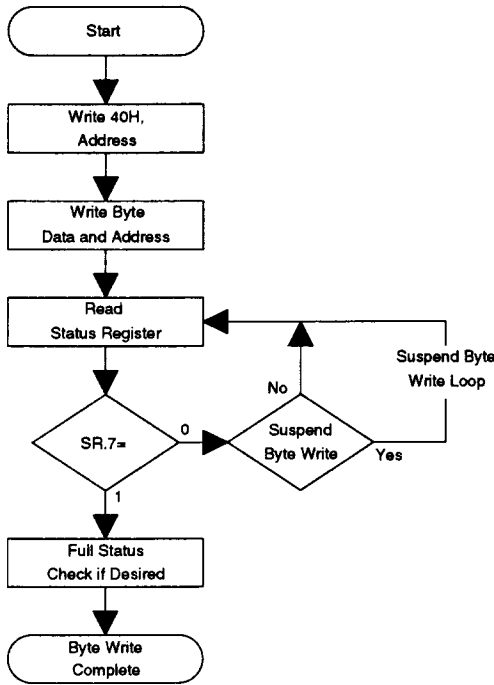 Start
Write 40H,
Address
Write Byte
Data and Address
Read
Status Register
Suspend Byte
Write Loop
No
SR.7=
0
Suspend
Byte Write
Yes
1
Full Status
Check if Desired
Byte Write
Complete